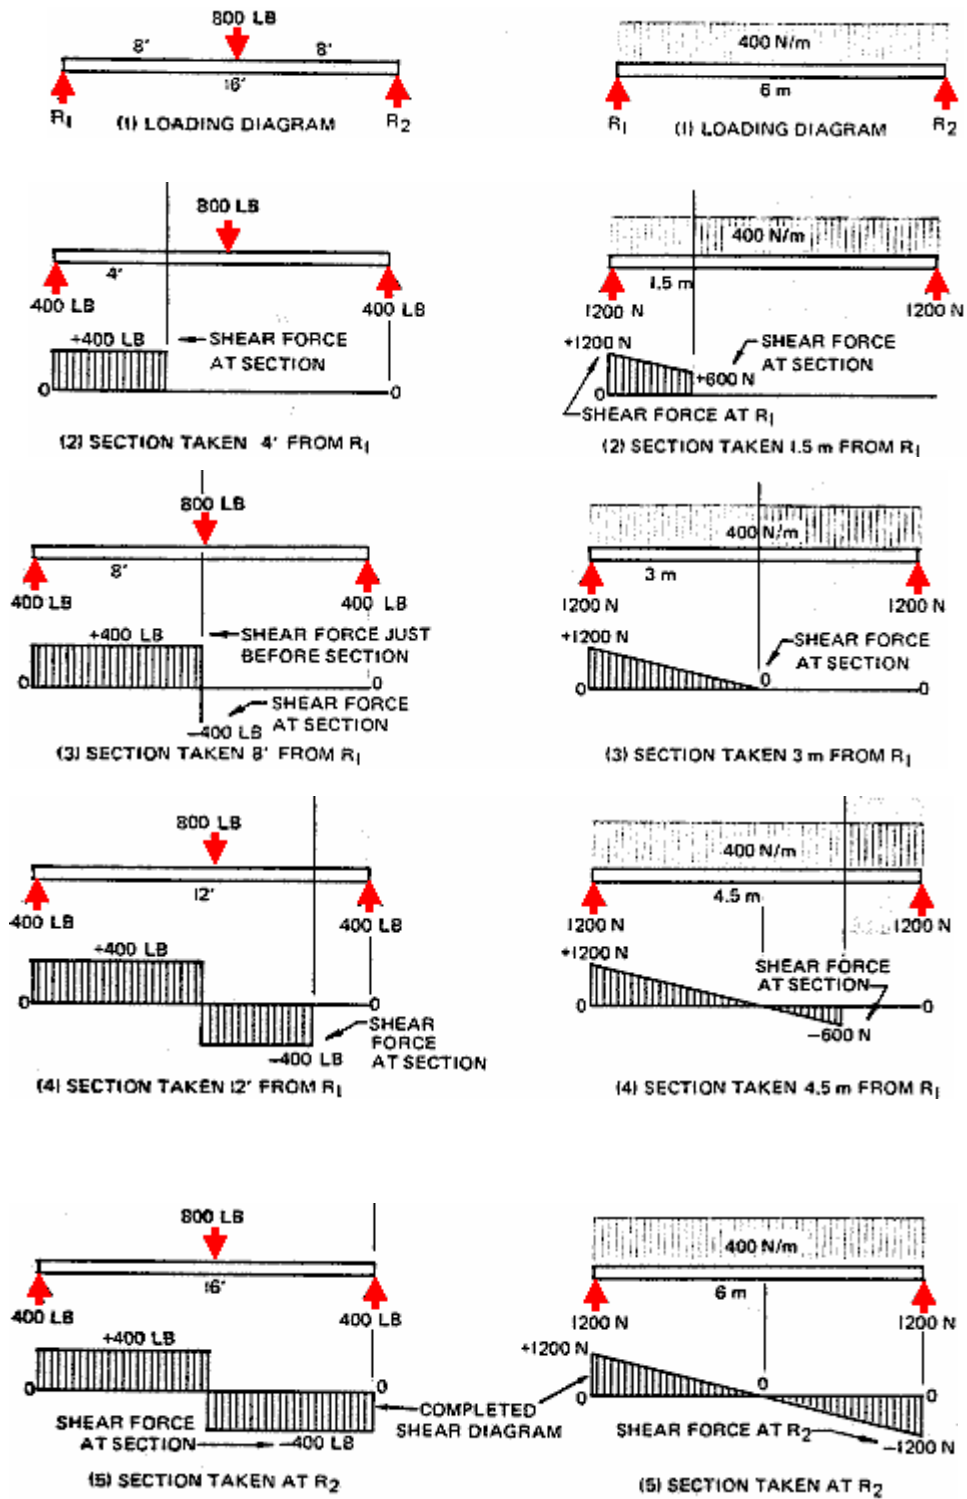 800 LB
8'
8'
16'
R1
R2
(1) LOADING DIAGRAM
400 N/m
6 m
R1
R2
(1) LOADING DIAGRAM
800 LB
4'
400 LB
400 LB
+400 LB
SHEAR FORCE
AT SECTION
0
0
(2) SECTION TAKEN 4' FROM R1
400 N/m
1.5 m
1200 N
1200 N
+1200 N
SHEAR FORCE
AT SECTION
+600 N
0
SHEAR FORCE AT R1
(2) SECTION TAKEN 1.5 m FROM R1
800 LB
8'
400 LB
400 LB
+400 LB
SHEAR FORCE JUST
BEFORE SECTION
0
0
SHEAR FORCE
AT SECTION
-400 LB
(3) SECTION TAKEN 8' FROM R1
400 N/m
3 m
1200 N
1200 N
+1200 N
SHEAR FORCE
AT SECTION
0
0
0
(3) SECTION TAKEN 3 m FROM R1
800 LB
12'
400 LB
400 LB
+400 LB
0
0
SHEAR
FORCE
AT SECTION
-400 LB
(4) SECTION TAKEN 12' FROM R1
400 N/m
4.5 m
1200 N
1200 N
+1200 N
SHEAR FORCE
AT SECTION
0
0
-600 N
(4) SECTION TAKEN 4.5 m FROM R1
800 LB
16'
400 LB
400 LB
+400 LB
0
0
SHEAR FORCE
AT SECTION
-400 LB
COMPLETED
SHEAR DIAGRAM
(5) SECTION TAKEN AT R2
400 N/m
6 m
1200 N
1200 N
+1200 N
0
0
0
SHEAR FORCE AT R2
-1200 N
(5) SECTION TAKEN AT R2